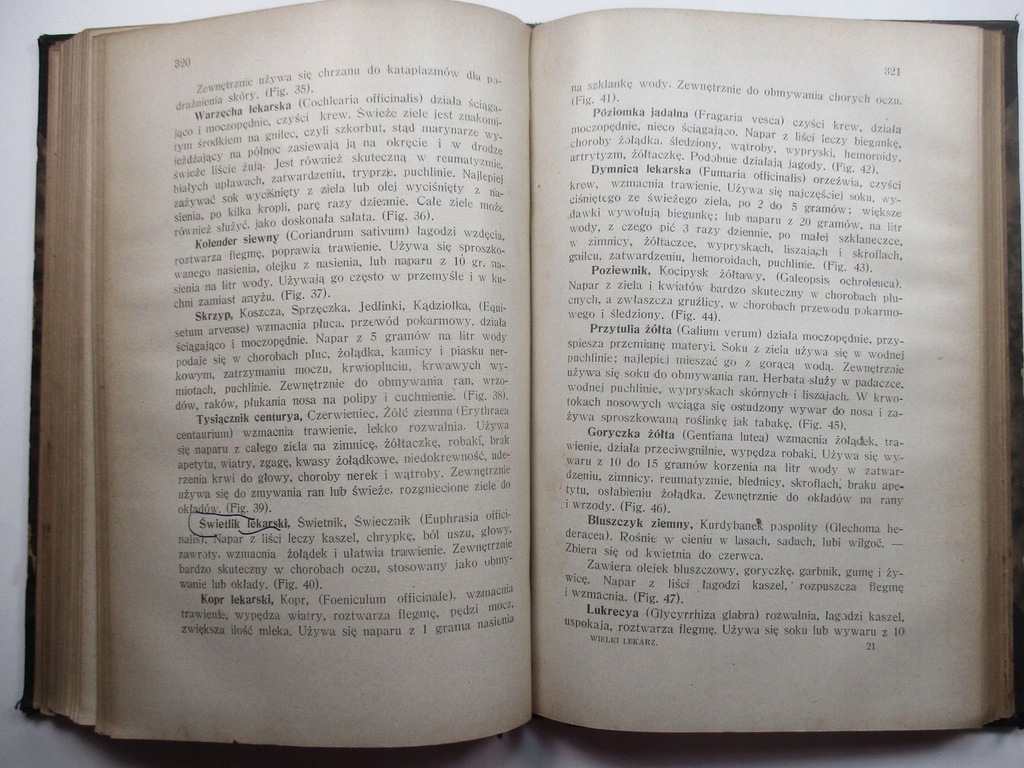 320
Zewnętrznie używa się chrzanu do kataplazmów dla po-
drażnienia skóry. (Fig. 35).
Warzęcha lekarska (Cochlearia officinalis) działa ściąga-
jąco i moczopędnie, czyści krew. Świeże ziele jest znakomi-
tym środkiem na gnilec, czyli szkorbut, stąd marynarze wy-
jeżdżający na północ zasiewają ją na okręcie i w drodze
świeże liście żują. Jest również skuteczną w reumatyzmie,
białych upławach, zatwardzeniu, tryprze, puchlinie. Najlepiej
zażywać sok wyciśnięty z ziela lub olej wyciśnięty z na-
sienia, po kilka kropli, parę razy dziennie. Całe ziele może
również służyć, jako doskonała sałata. (Fig. 36).
Kolender siewny (Coriandrum sativum) łagodzi wzdęcia,
roztwarza flegmę, poprawia trawienie. Używa się sproszko-
wanego nasienia, olejku z nasienia, lub naparu z 10 gr. na-
sienia na litr wody. Używają go często w przemyśle i w ku-
chni zamiast anyżu. (Fig. 37).
Skrzyp, Koszcza, Sprzęczka, Jedlinki, Kądziołka, (Equi-
setum arvense) wzmacnia płuca, przewód pokarmowy, działa
ściągająco i moczopędnie. Napar z 5 gramów na litr wody
podaje się w chorobach płuc, żołądka, kamicy i piasku ner-
kowym, zatrzymaniu moczu, krwiopluciu, krwawych wy-
miotach, puchlinie. Zewnętrznie do obmywania ran, wrzo-
dów, raków, płukania nosa na polipy i cuchnienie. (Fig. 38).
Tysiącznik centurya, Czerwieniec, Żółć ziemna (Erythraea
centaurium) wzmacnia trawienie, lekko rozwalnia. Używa
się naparu z całego ziela na zimnicę, żółtaczkę, robaki, brak
apetytu, wiatry, zgagę, kwasy żołądkowe, niedokrewność, ude-
rzenia krwi do głowy, choroby nerek i wątroby. Zewnętrznie
używa się do zmywania ran lub świeże, rozgniecione ziele do
okładów. (Fig. 39).
Świetlik lekarski, Świetnik, Świecznik (Euphrasia offici-
nalis). Napar z liści leczy kaszel, chrypkę, ból uszu, głowy,
zawroty, wzmacnia żołądek i ułatwia trawienie. Zewnętrznie
bardzo skuteczny w chorobach oczu, stosowany jako obmy-
wanie lub okłady. (Fig. 40).
Kopr lekarski, Kopr, (Foeniculum officinale), wzmacnia
trawienie, wypędza wiatry, roztwarza flegmę, pędzi mocz,
zwiększa ilość mleka. Używa się naparu z 1 grama nasienia
321
na szklankę wody. Zewnętrznie do obmywania chorych oczu.
(Fig. 41).
Póziomka jadalna (Fragaria vesca) czyści krew, działa
moczopędnie, nieco ściągająco. Napar z liści leczy biegunkę,
choroby żołądka, śledziony, wątroby, wypryski, hemoroidy,
artrytyzm, żółtaczkę. Podobnie działają jagody. (Fig. 42).
Dymnica lekarska (Fumaria officinalis) orzeźwia, czyści
krew, wzmacnia trawienie. Używa się najczęściej soku, wy-
ciśniętego ze świeżego ziela, po 2 do 5 gramów; większe
dawki wywołują biegunkę; lub naparu z 20 gramów, na litr
wody, z czego pić 3 razy dziennie, po małej szklaneczce,
w zimnicy, żółtaczce, wypryskach, liszajach i skrofłach,
gnilcu, zatwardzeniu, hemoroidach, puchlinie. (Fig. 43).
Poziewnik, Kocipysk żółtawy, (Galeopsis ochroleuca).
Napar z ziela i kwiatów bardzo skuteczny w chorobach płu-
cnych, a zwłaszcza gruźlicy, w chorobach przewodu pokarmo-
wego i śledziony. (Fig. 44).
Przytulia żółta (Galium verum) działa moczopędnie, przy-
spiesza przemianę materyi. Soku z ziela używa się w wodnej
puchlinie; najlepiej mieszać go z gorącą wodą. Zewnętrznie
używa się soku do obmywania ran. Herbata służy w padaczce,
wodnej puchlinie, wypryskach skórnych i liszajach. W krwo-
tokach nosowych wciąga się ostudzony wywar do nosa i za-
żywa sproszkowaną roślinkę jak tabakę. (Fig. 45).
Goryczka żółta (Gentiana lutea) wzmacnia żołądek, tra-
wienie, działa przeciwgnilnie, wypędza robaki. Używa się wy-
waru z 10 do 15 gramów korzenia na litr wody w zatwar-
dzeniu, zimnicy, reumatyzmie, blednicy, skrofłach, braku ape-
tytu, osłabieniu żołądka. Zewnętrznie do okładów na rany
i wrzody. (Fig. 46).
Bluszczyk ziemny, Kurdybanek pospolity (Glechoma he-
deracea). Rośnie w cieniu w lasach, sadach, lubi wilgoć. —
Zbiera się od kwietnia do czerwca.
Zawiera olejek bluszczowy, goryczkę, garbnik, gumę i ży-
wicę. Napar z liści łagodzi kaszel, rozpuszcza flegmę
i wzmacnia. (Fig. 47).
Lukrecya (Glycyrrhiza glabra) rozwalnia, łagodzi kaszel,
uspokaja, roztwarza flegmę. Używa się soku lub wywaru z 10
WIELKI LEKARZ. 21